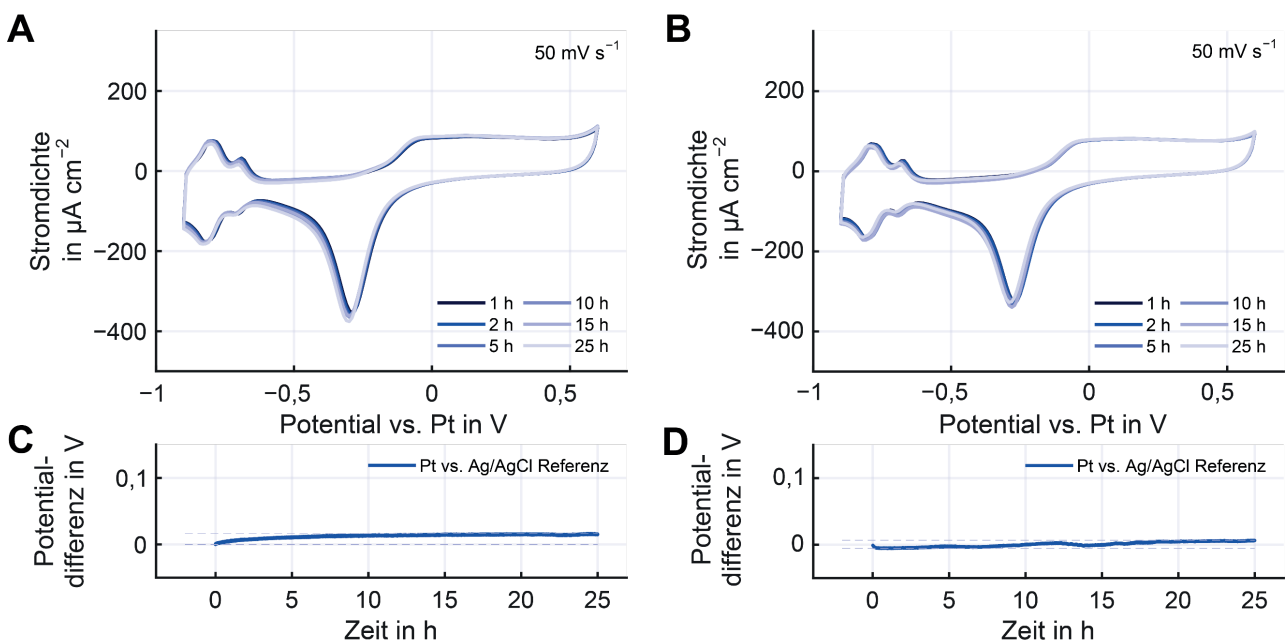 A
50 mV s⁻¹
200
0
−200
−400
Stromdichte
in µA cm⁻²
1 h
10 h
2 h
15 h
5 h
25 h
−1
−0,5
0
0,5
Potential vs. Pt in V
B
50 mV s⁻¹
200
0
−200
−400
Stromdichte
in µA cm⁻²
1 h
10 h
2 h
15 h
5 h
25 h
−1
−0,5
0
0,5
Potential vs. Pt in V
C
Potential-
differenz in V
0,1
0
Pt vs. Ag/AgCl Referenz
0
5
10
15
20
25
Zeit in h
D
Potential-
differenz in V
0,1
0
Pt vs. Ag/AgCl Referenz
0
5
10
15
20
25
Zeit in h